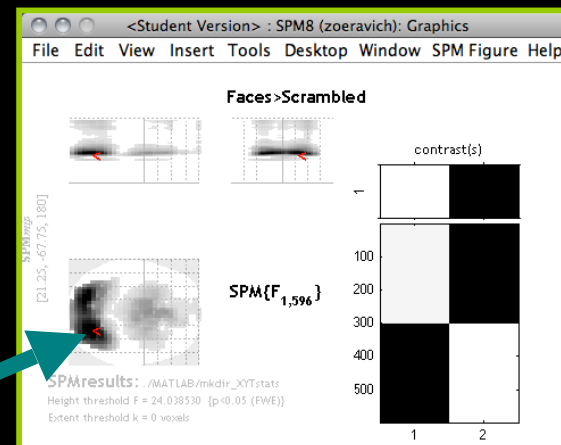 <Student Version> : SPM8 (zoeravich): Graphics
File Edit View Insert Tools Desktop Window SPM Figure Help
Faces>Scrambled
contrast(s)
1
SPMmip
[21.25, -67.75, 180]
<
<
<
SPM{F1,596}
100
200
300
400
500
1 2
SPMresults: ./MATLAB/mkdir_XYTstats
Height threshold F = 24.038530 {p<0.05 (FWE)}
Extent threshold k = 0 voxels